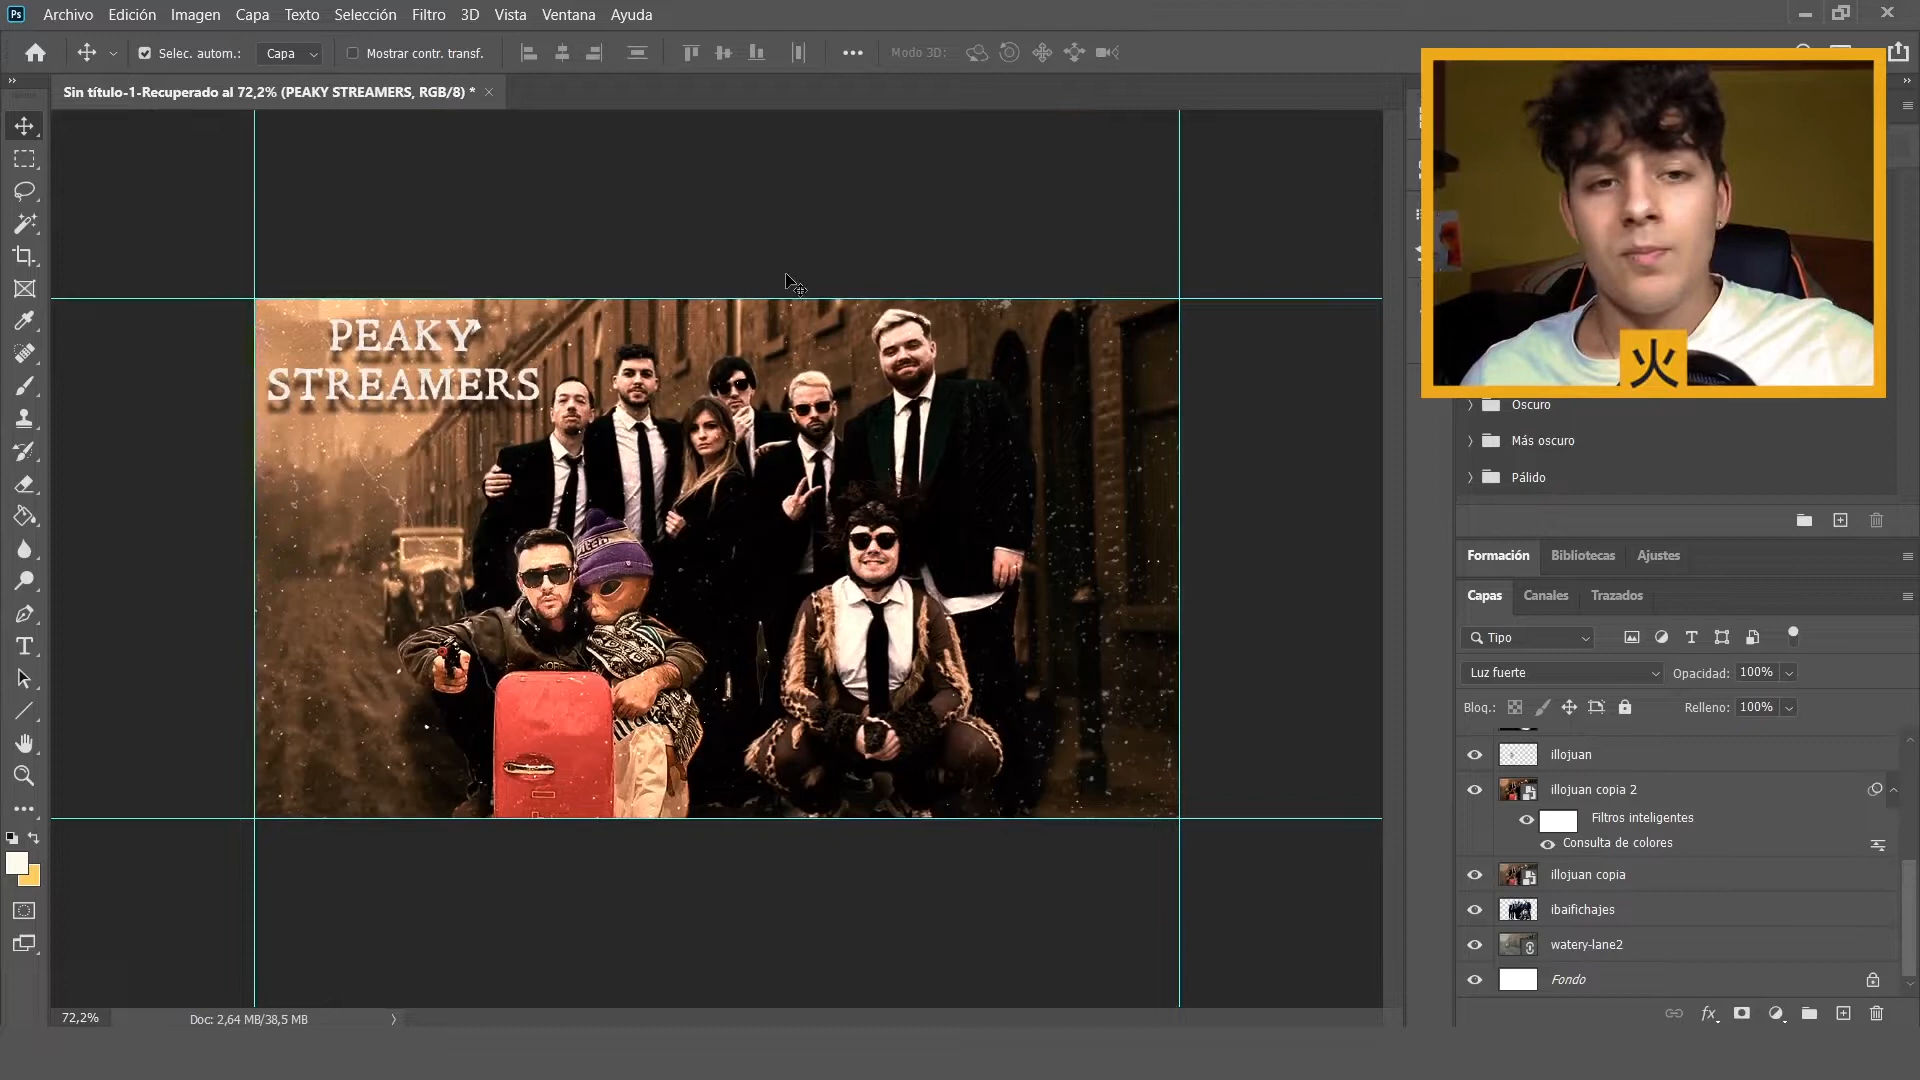 Ps Archivo Edición Imagen Capa Texto Selección Filtro 3D Vista Ventana Ayuda
Selec. autom.: Capa Mostrar contr. transf. ••• Modo 3D:
Sin título-1-Recuperado al 72,2% (PEAKY STREAMERS, RGB/8) *
PEAKY
STREAMERS
火
Oscuro
Más oscuro
Pálido
Formación Bibliotecas Ajustes
Capas Canales Trazados
Tipo
Luz fuerte Opacidad: 100%
Bloq.: Relleno: 100%
illojuan
illojuan copia 2
Filtros inteligentes
Consulta de colores
illojuan copia
ibaifichajes
watery-lane2
Fondo
fx
72,2% Doc: 2,64 MB/38,5 MB